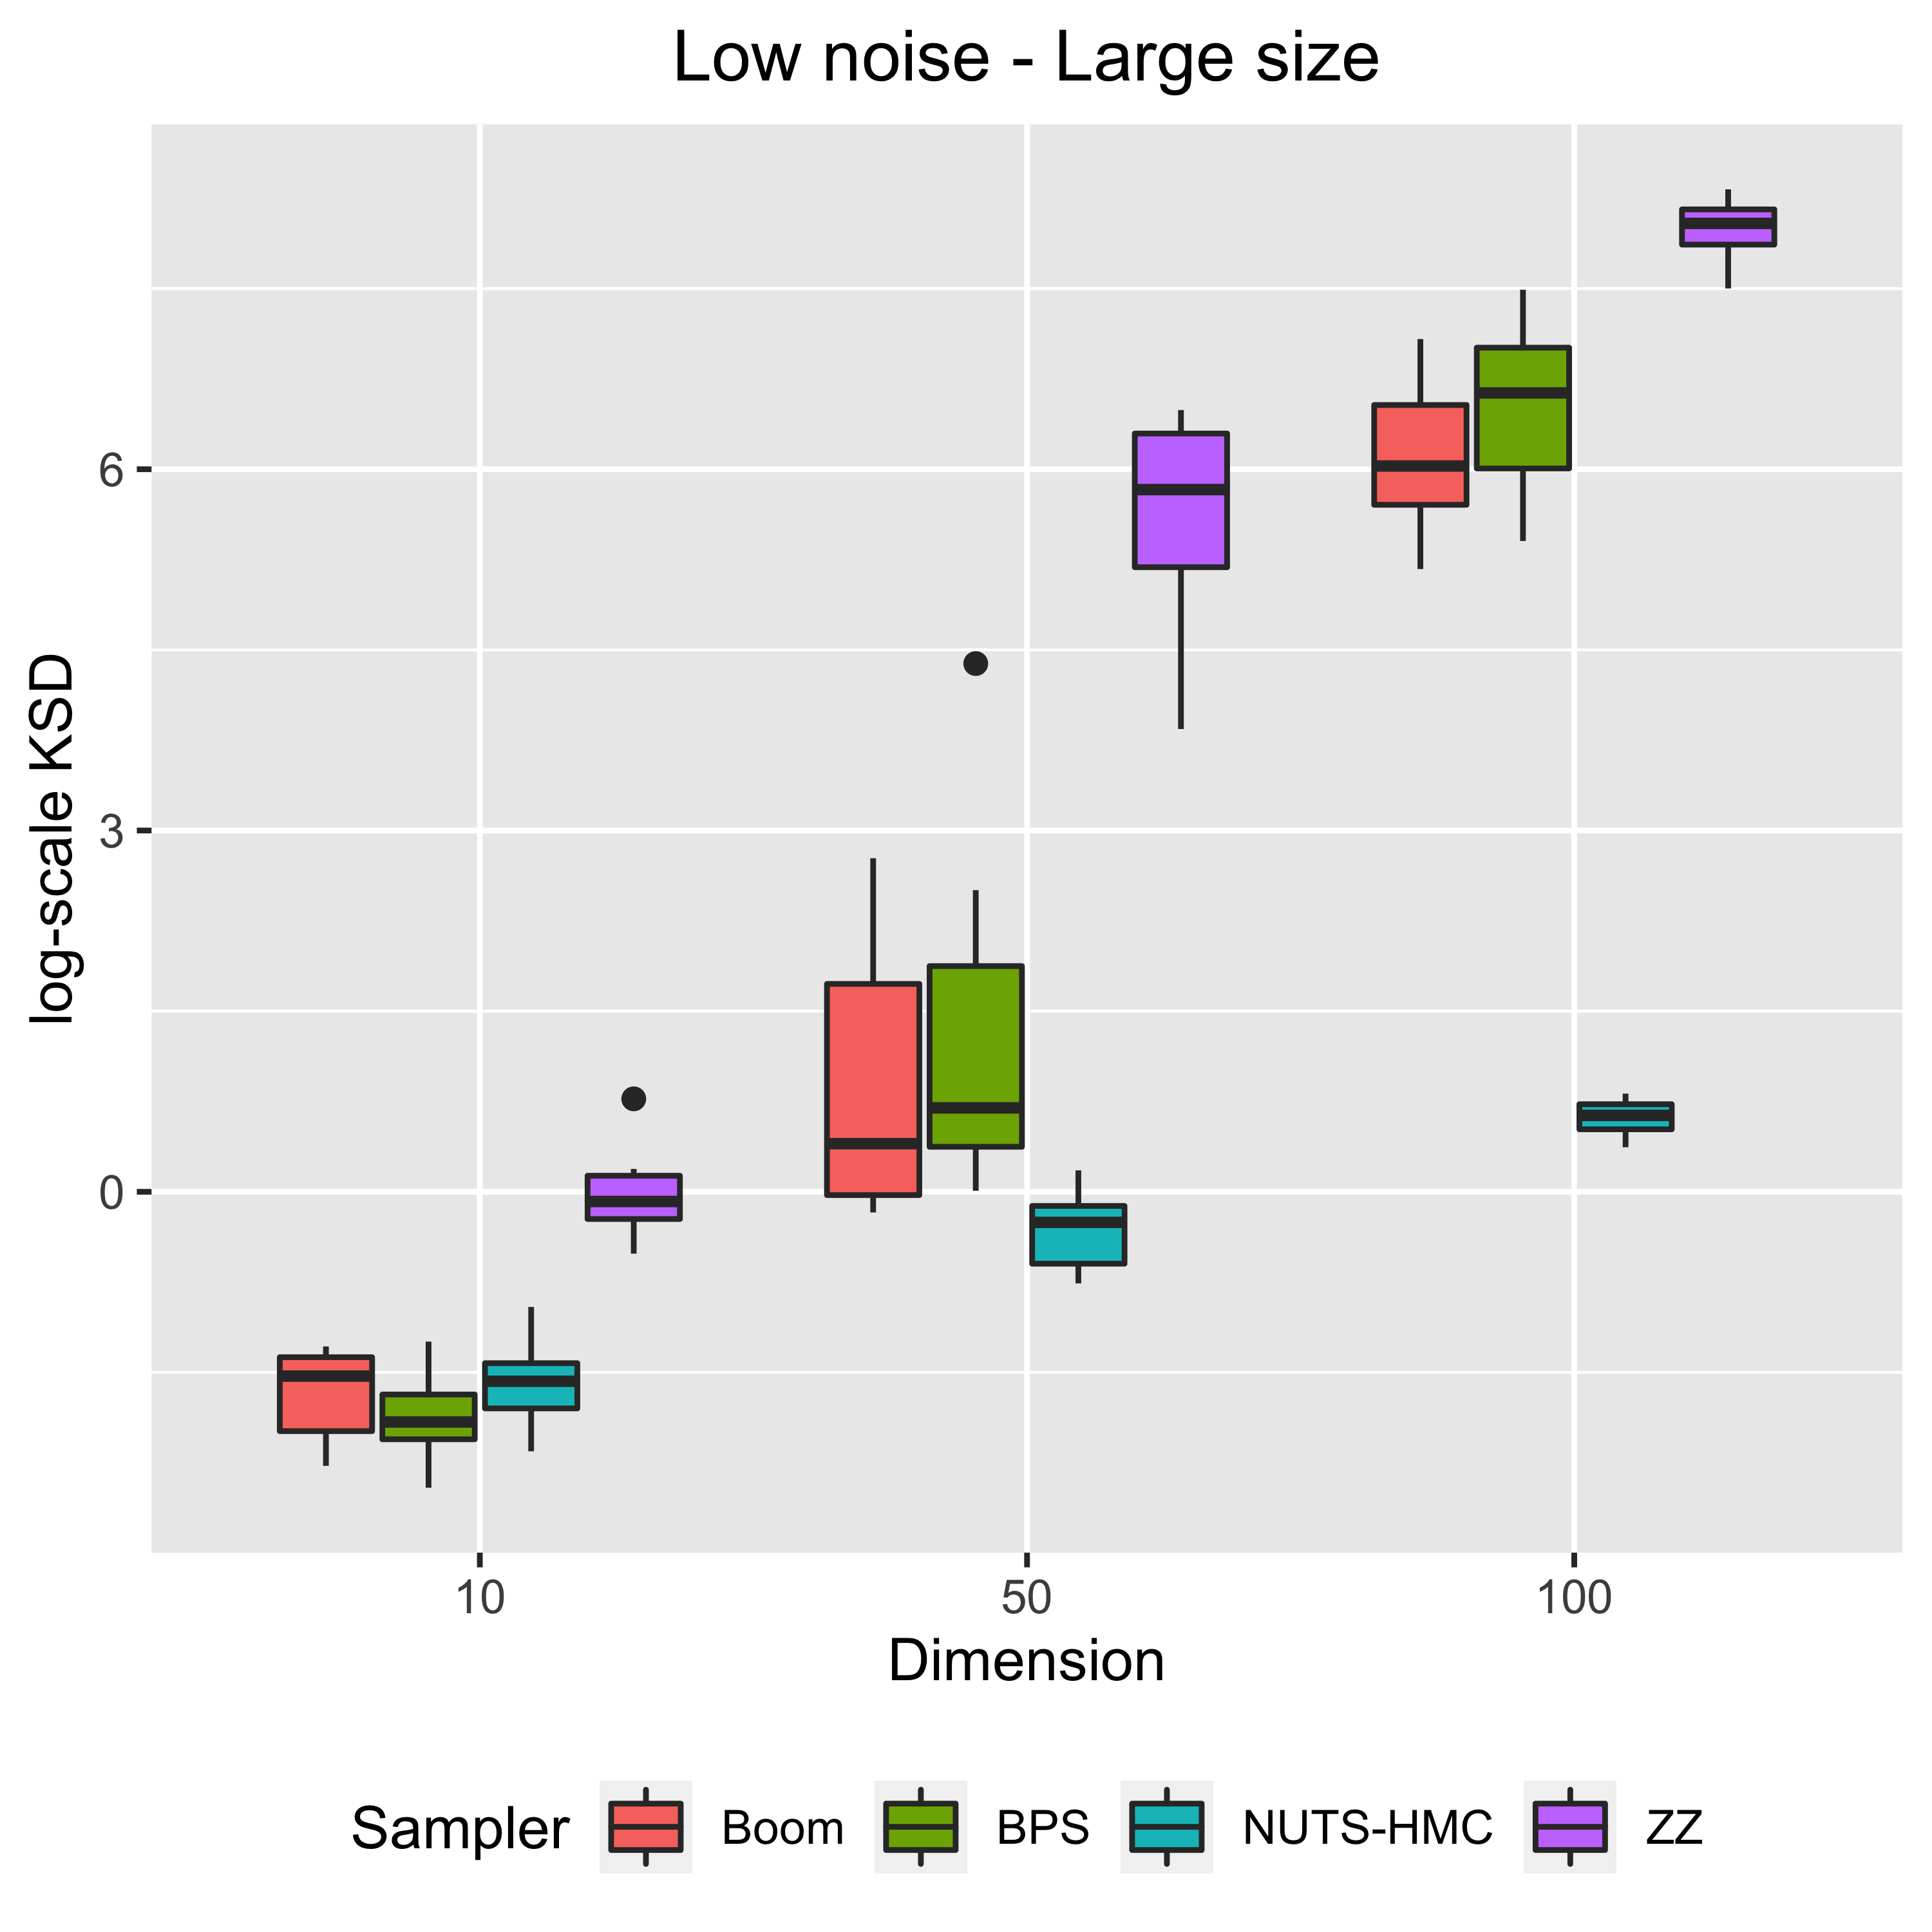 Low noise - Large size
log-scale KSD
6
3
0
10 50 100
Dimension
Sampler Boom BPS NUTS-HMC ZZ